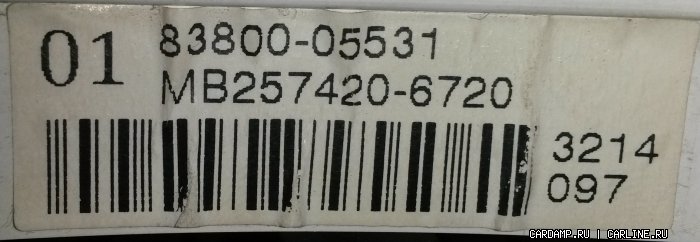 01
83800-05531
MB257420-6720
3214
097
CARDAMP.RU | CARLINE.RU